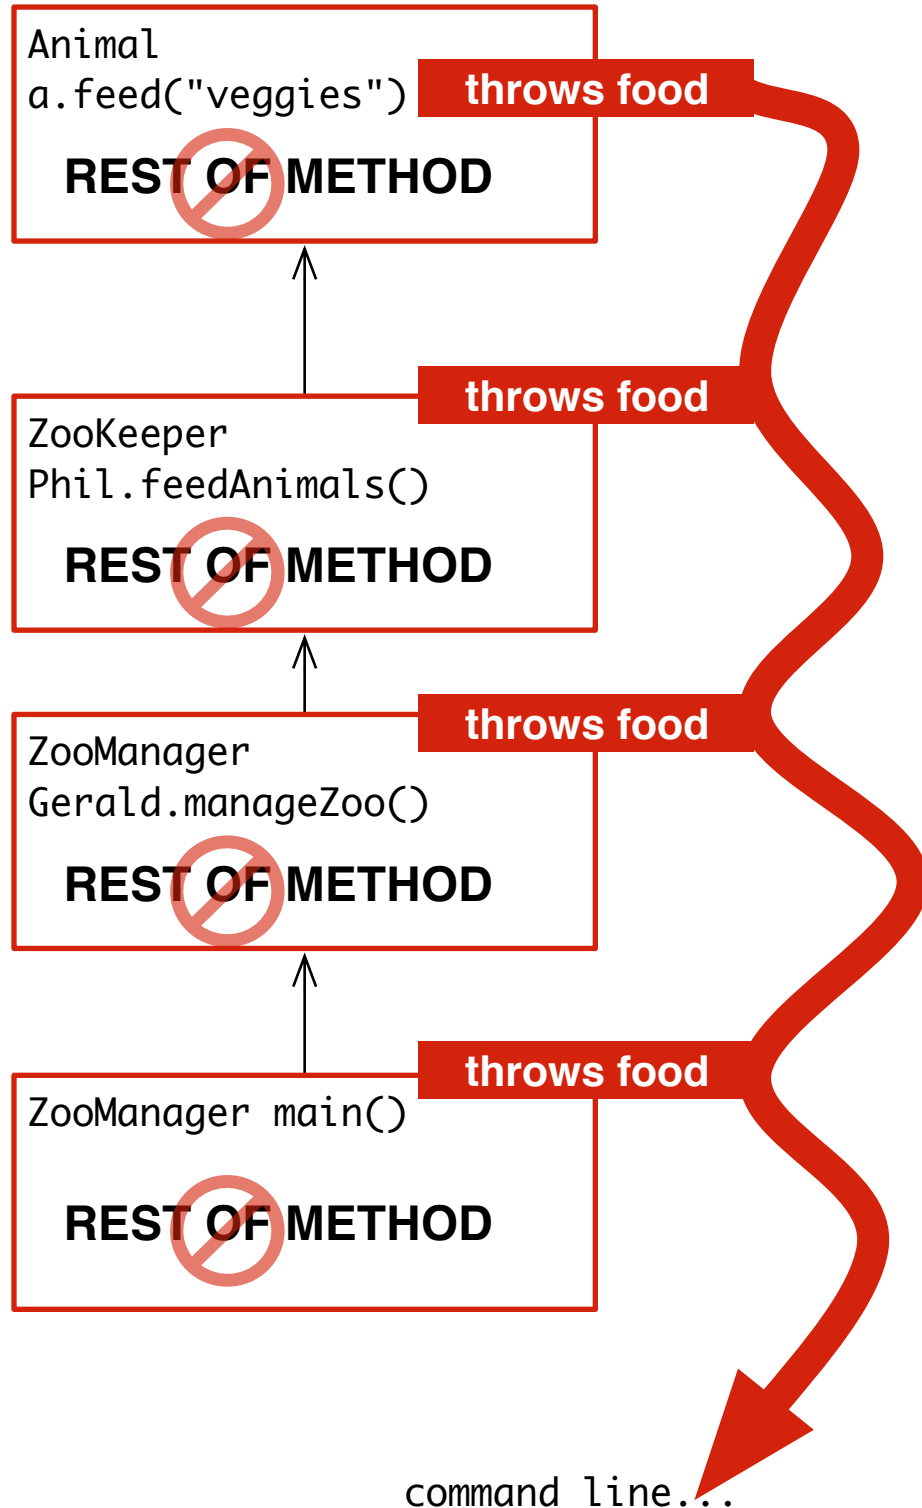 Animal
a.feed("veggies")
throws food
REST OF METHOD
throws food
ZooKeeper
Phil.feedAnimals()
REST OF METHOD
throws food
ZooManager
Gerald.manageZoo()
REST OF METHOD
throws food
ZooManager main()
REST OF METHOD
command line...